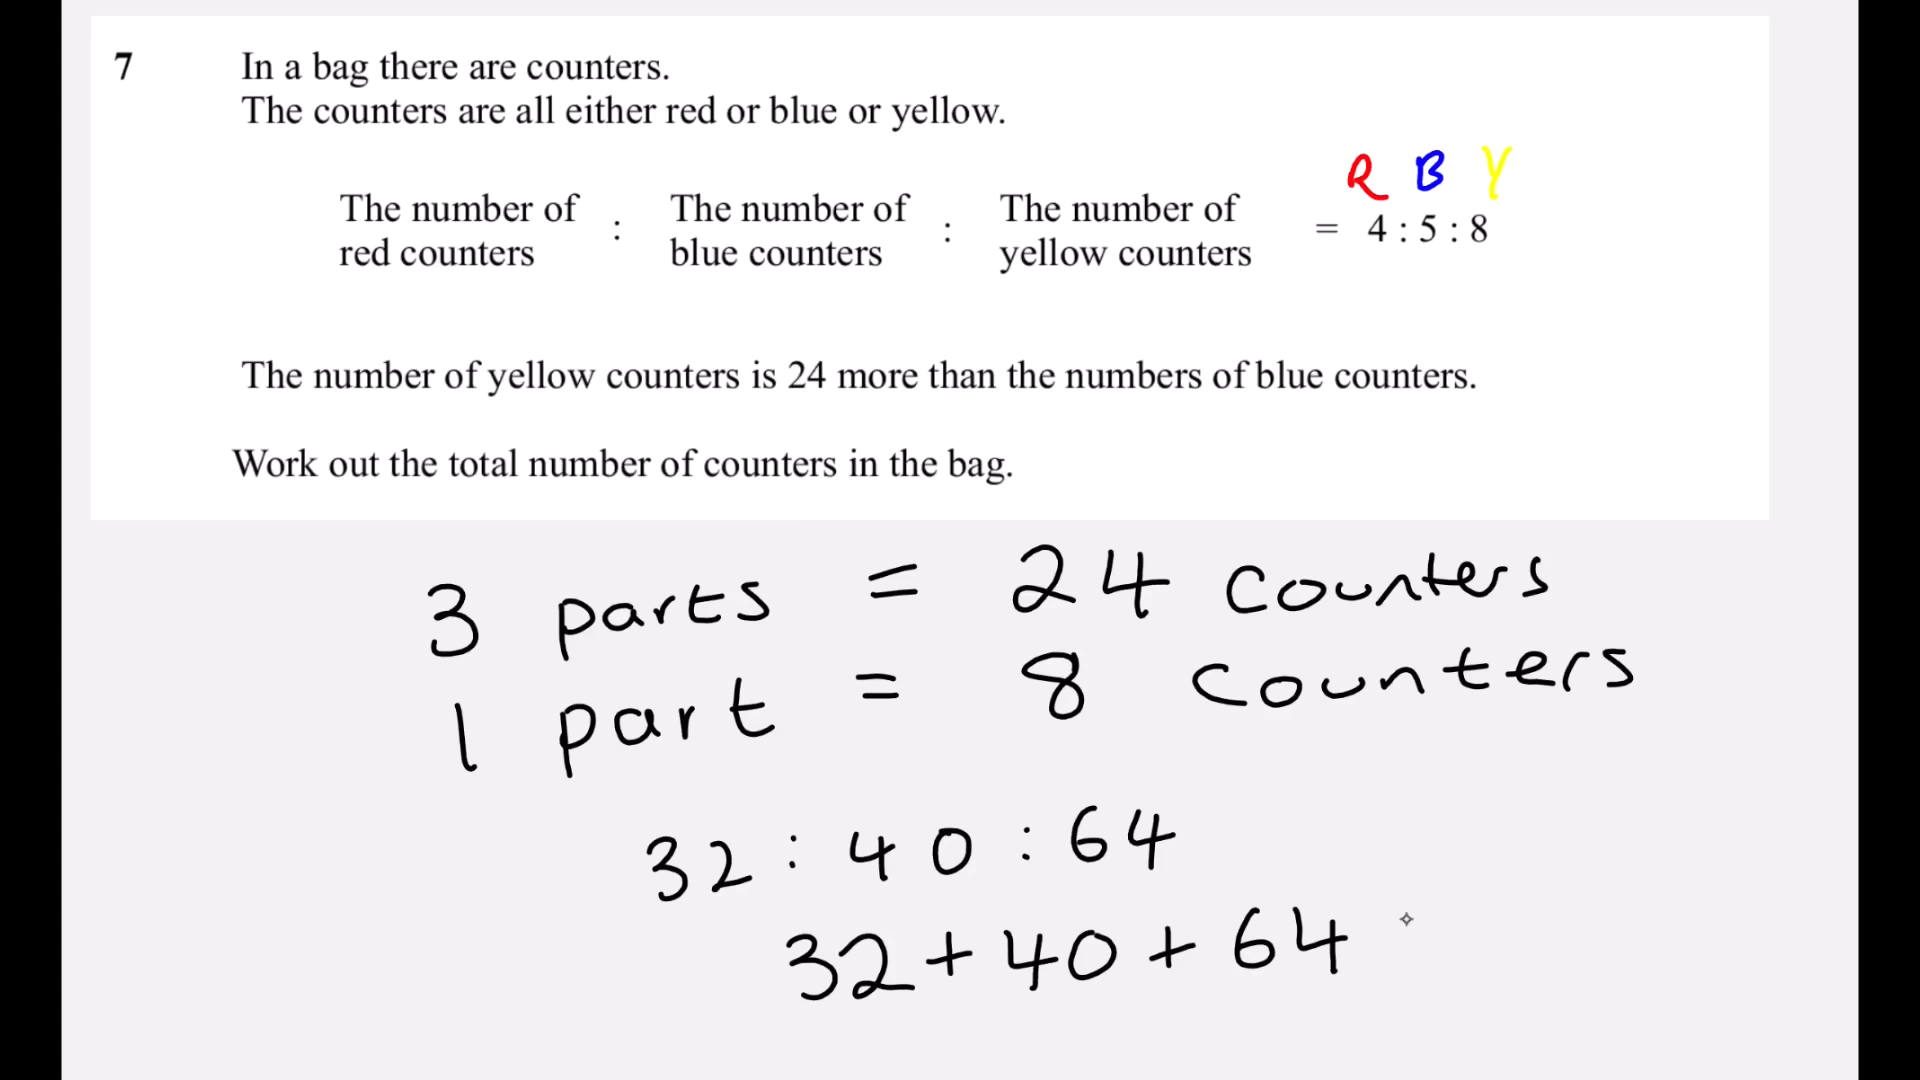 7 In a bag there are counters.
The counters are all either red or blue or yellow.
R B Y
The number of red counters : The number of blue counters : The number of yellow counters = 4 : 5 : 8
The number of yellow counters is 24 more than the numbers of blue counters.
Work out the total number of counters in the bag.
3 parts = 24 counters
1 part = 8 counters
32 : 40 : 64
32 + 40 + 64